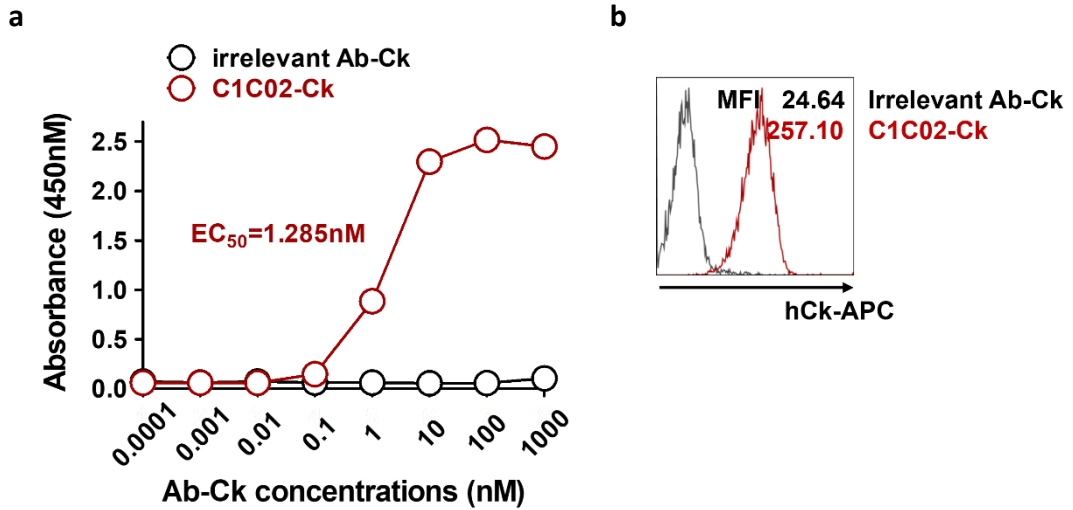 a
irrelevant Ab-Ck
C1C02-Ck
Absorbance (450nM)
2.5
2.0
1.0
0.5
0.0
EC₅₀=1.285nM
0.0001
0.001
0.01
0.1
1
10
100
1000
Ab-Ck concentrations (nM)
b
MFI 24.64 Irrelevant Ab-Ck
257.10 C1C02-Ck
hCk-APC